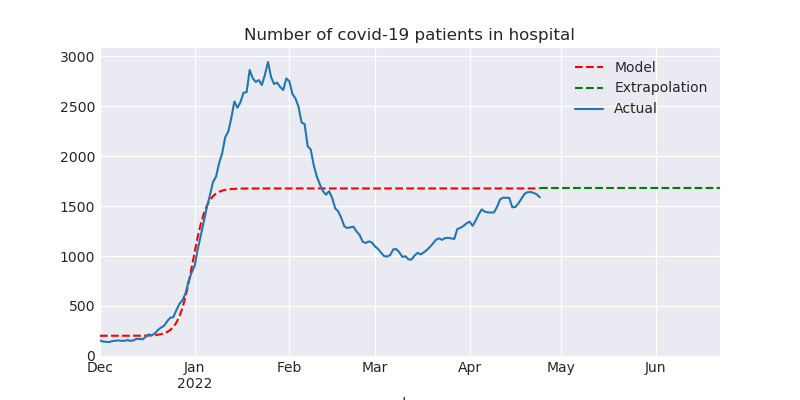 Number of covid-19 patients in hospital
3000
2500
2000
1500
1000
500
0
Model
Extrapolation
Actual
Dec Jan Feb Mar Apr May Jun
2022